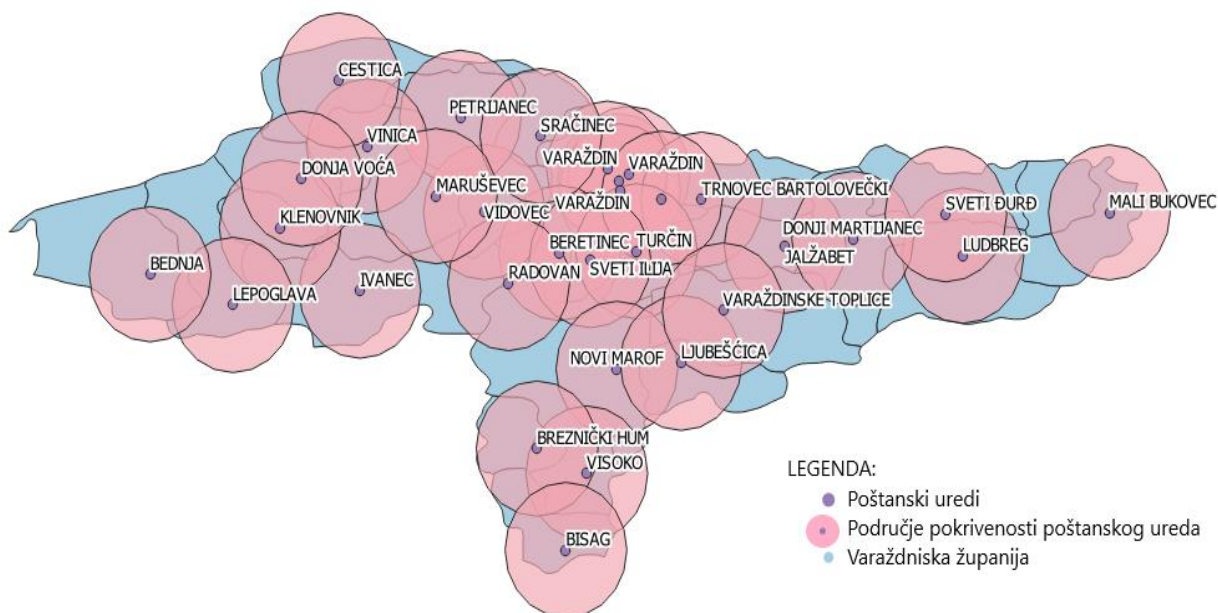 CESTICA
PETRIJANEC
SRAČINEC
VINICA
VARAŽDIN
VARAŽDIN
DONJA VOĆA
MARUŠEVEC
TRNOVEC BARTOLOVEČKI
VARAŽDIN
SVETI ĐURĐ
MALI BUKOVEC
KLENOVNIK
VIDOVEC
DONJI MARTIJANEC
BERETINEC
TURČIN
LUDBREG
JALŽABET
BEDNJA
IVANEC
RADOVAN
SVETI ILIJA
LEPOGLAVA
VARAŽDINSKE TOPLICE
NOVI MAROF
LJUBEŠĆICA
BREZNIČKI HUM
VISOKO
BISAG
LEGENDA:
Poštanski uredi
Područje pokrivenosti poštanskog ureda
Varaždniska županija